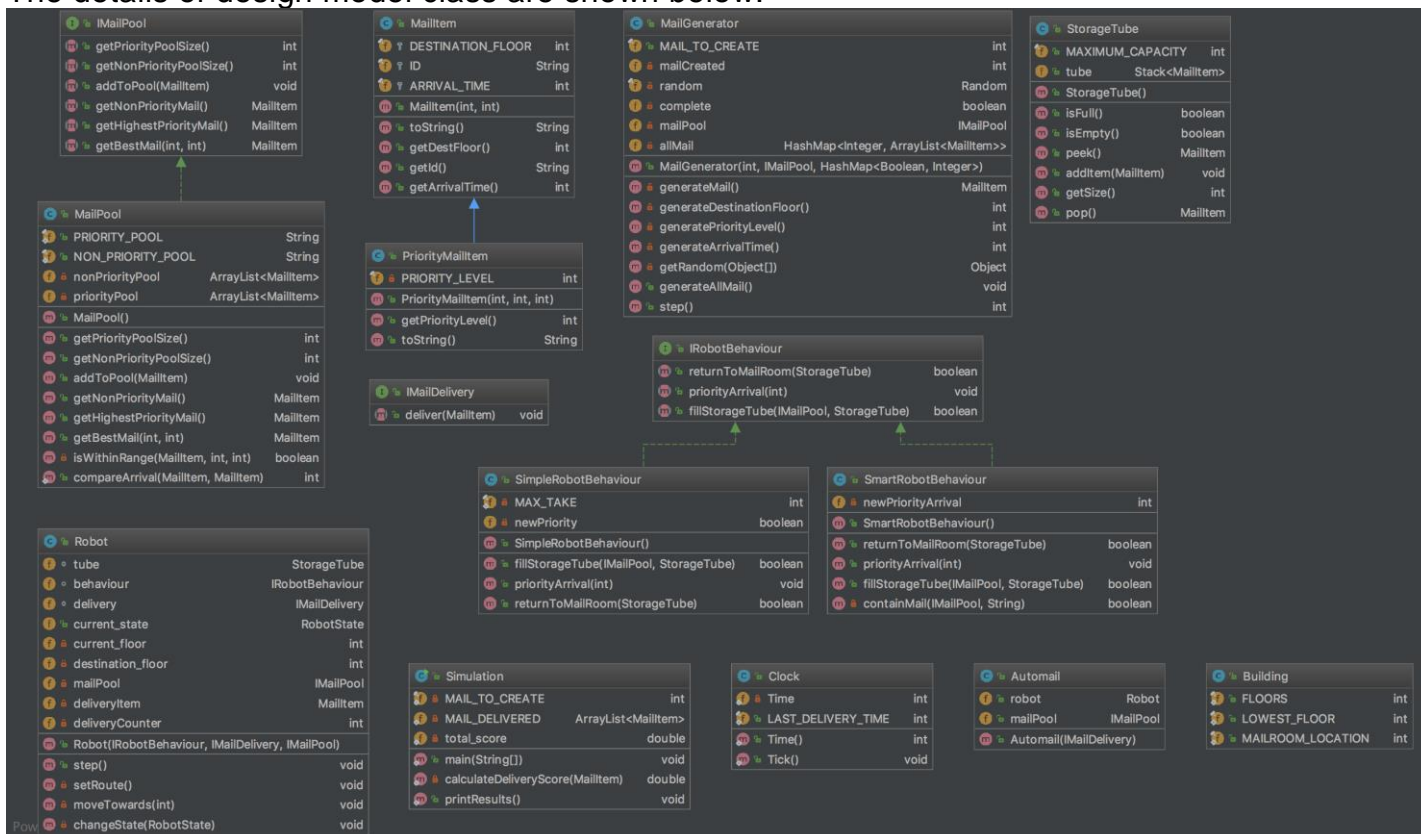 The details of design model class are shown below:
IMailPool
getPriorityPoolSize() int
getNonPriorityPoolSize() int
addToPool(MailItem) void
getNonPriorityMail() MailItem
getHighestPriorityMail() MailItem
getBestMail(int, int) MailItem
MailItem
DESTINATION_FLOOR int
ID String
ARRIVAL_TIME int
MailItem(int, int)
toString() String
getDestFloor() int
getId() String
getArrivalTime() int
MailGenerator
MAIL_TO_CREATE int
mailCreated int
random Random
complete boolean
mailPool IMailPool
allMail HashMap<Integer, ArrayList<MailItem>>
MailGenerator(int, IMailPool, HashMap<Boolean, Integer>)
generateMail() MailItem
generateDestinationFloor() int
generatePriorityLevel() int
generateArrivalTime() int
getRandom(Object[]) Object
generateAllMail() void
step() int
StorageTube
MAXIMUM_CAPACITY int
tube Stack<MailItem>
StorageTube()
isFull() boolean
isEmpty() boolean
peek() MailItem
addItem(MailItem) void
getSize() int
pop() MailItem
MailPool
PRIORITY_POOL String
NON_PRIORITY_POOL String
nonPriorityPool ArrayList<MailItem>
priorityPool ArrayList<MailItem>
MailPool()
getPriorityPoolSize() int
getNonPriorityPoolSize() int
addToPool(MailItem) void
getNonPriorityMail() MailItem
getHighestPriorityMail() MailItem
getBestMail(int, int) MailItem
isWithinRange(MailItem, int, int) boolean
compareArrival(MailItem, MailItem) int
PriorityMailItem
PRIORITY_LEVEL int
PriorityMailItem(int, int, int)
getPriorityLevel() int
toString() String
IMailDelivery
deliver(MailItem) void
IRobotBehaviour
returnToMailRoom(StorageTube) boolean
priorityArrival(int) void
fillStorageTube(IMailPool, StorageTube) boolean
SimpleRobotBehaviour
MAX_TAKE int
newPriority boolean
SimpleRobotBehaviour()
fillStorageTube(IMailPool, StorageTube) boolean
priorityArrival(int) void
returnToMailRoom(StorageTube) boolean
SmartRobotBehaviour
newPriorityArrival int
SmartRobotBehaviour()
returnToMailRoom(StorageTube) boolean
priorityArrival(int) void
fillStorageTube(IMailPool, StorageTube) boolean
containMail(IMailPool, String) boolean
Robot
tube StorageTube
behaviour IRobotBehaviour
delivery IMailDelivery
current_state RobotState
current_floor int
destination_floor int
mailPool IMailPool
deliveryItem MailItem
deliveryCounter int
Robot(IRobotBehaviour, IMailDelivery, IMailPool)
step() void
setRoute() void
moveTowards(int) void
changeState(RobotState) void
Simulation
MAIL_TO_CREATE int
MAIL_DELIVERED ArrayList<MailItem>
total_score double
main(String[]) void
calculateDeliveryScore(MailItem) double
printResults() void
Clock
Time int
LAST_DELIVERY_TIME int
Time() int
Tick() void
Automail
robot Robot
mailPool IMailPool
Automail(IMailDelivery)
Building
FLOORS int
LOWEST_FLOOR int
MAILROOM_LOCATION int
Pow